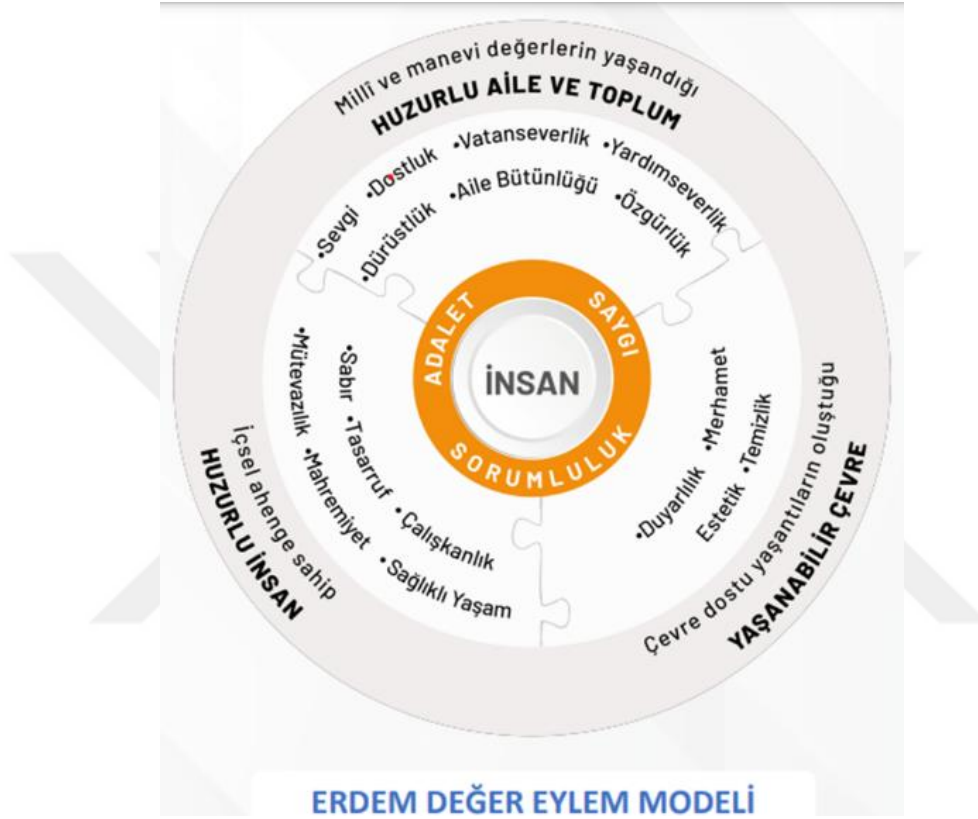 Millî ve manevi değerlerin yaşandığı
HUZURLU AİLE VE TOPLUM
•Sevgi •Dostluk •Vatanseverlik •Yardımseverlik
•Dürüstlük •Aile Bütünlüğü •Özgürlük
ADALET
SAYGI
SORUMLULUK
İNSAN
•Sabır •Tasarruf •Çalışkanlık
•Mütevazılık •Mahremiyet •Sağlıklı Yaşam
İçsel ahenge sahip
HUZURLU İNSAN
•Duyarlılık •Merhamet
Estetik •Temizlik
Çevre dostu yaşantıların oluştuğu
YAŞANABİLİR ÇEVRE
ERDEM DEĞER EYLEM MODELİ